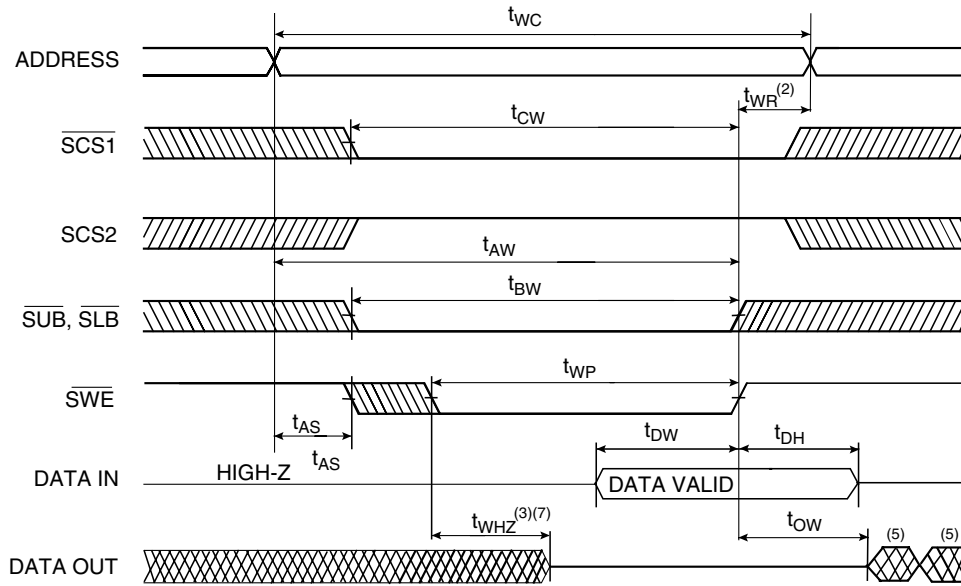 tWC
ADDRESS
tWR(2)
tCW
SCS1
SCS2
tAW
tBW
SUB, SLB
tWP
SWE
tAS
tAS
tDW
tDH
DATA IN
HIGH-Z
DATA VALID
tWHZ(3)(7)
tOW
DATA OUT
(5)
(5)